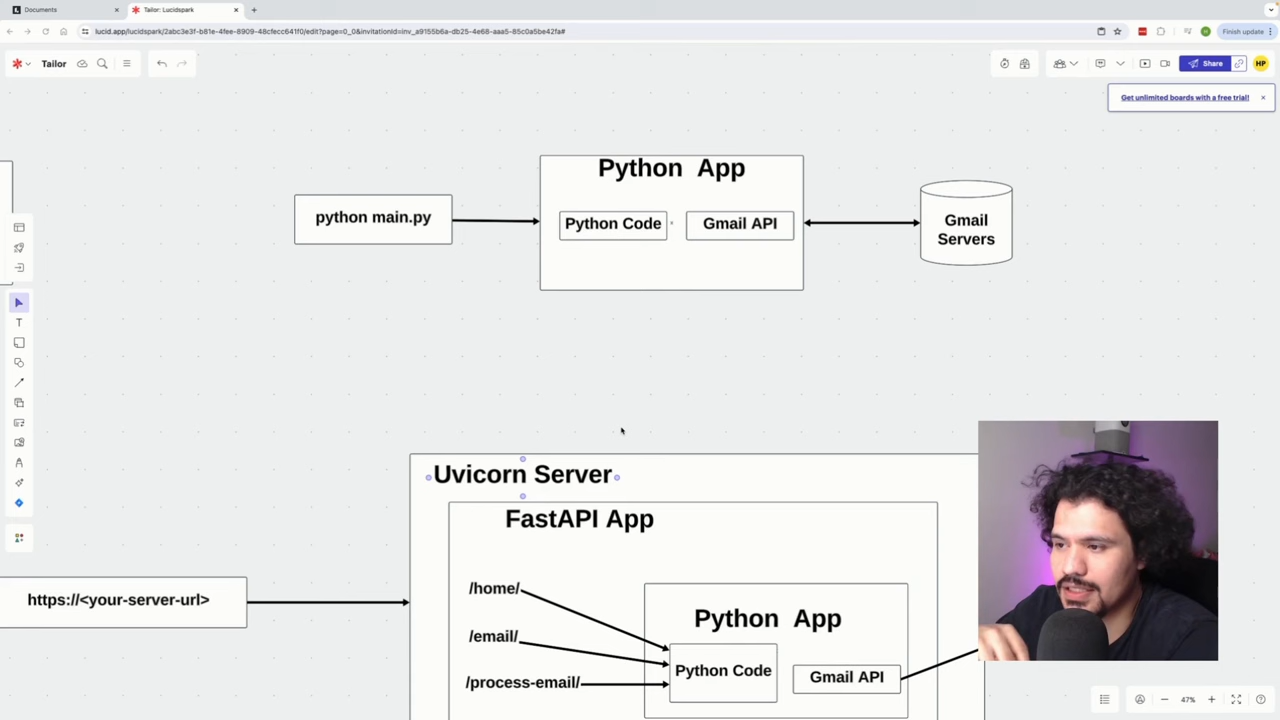 Documents
Tailor: Lucidspark
lucid.app/lucidspark/2abc3e3f-b81e-4fee-8909-48cfecc641f0/edit?page=0_0&invitationId=inv_a9155b6a-db25-4e68-aaa5-85c0a5be42fa#
Finish update
Tailor
Share
HP
Get unlimited boards with a free trial!
python main.py
Python App
Python Code
Gmail API
Gmail
Servers
Uvicorn Server
FastAPI App
https://<your-server-url>
/home/
/email/
/process-email/
Python App
Python Code
Gmail API
47%